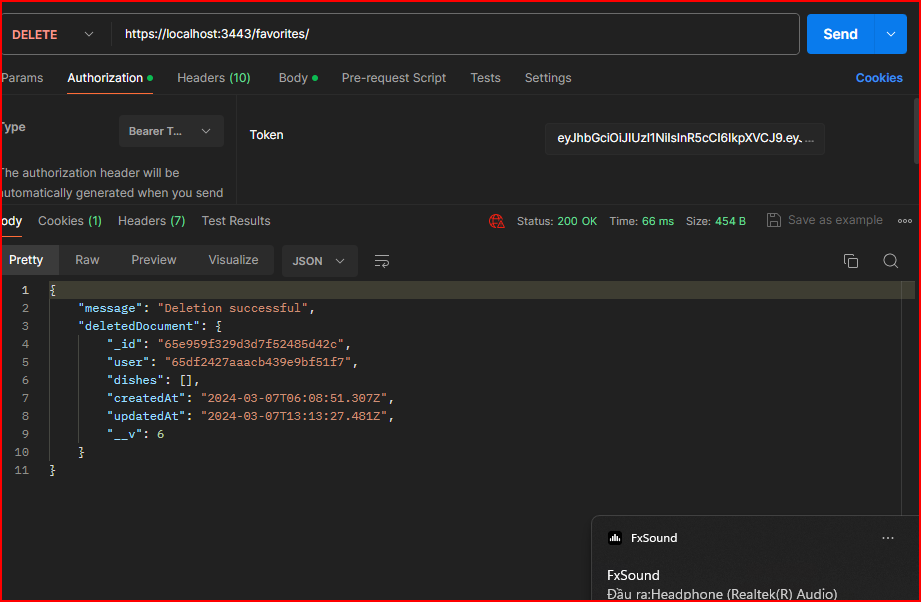 DELETE https://localhost:3443/favorites/ Send
Params Authorization Headers (10) Body Pre-request Script Tests Settings Cookies
Type Bearer T... Token eyJhbGciOiJIUzI1NiIsInR5cCI6IkpXVCJ9.eyJ...
The authorization header will be
automatically generated when you send
ody Cookies (1) Headers (7) Test Results Status: 200 OK Time: 66 ms Size: 454 B Save as example
Pretty Raw Preview Visualize JSON
1 {
2 "message": "Deletion successful",
3 "deletedDocument": {
4 "_id": "65e959f329d3d7f52485d42c",
5 "user": "65df2427aaacb439e9bf51f7",
6 "dishes": [],
7 "createdAt": "2024-03-07T06:08:51.307Z",
8 "updatedAt": "2024-03-07T13:13:27.481Z",
9 "__v": 6
10 }
11 }
FxSound
FxSound
Đầu ra:Headphone (Realtek(R) Audio)